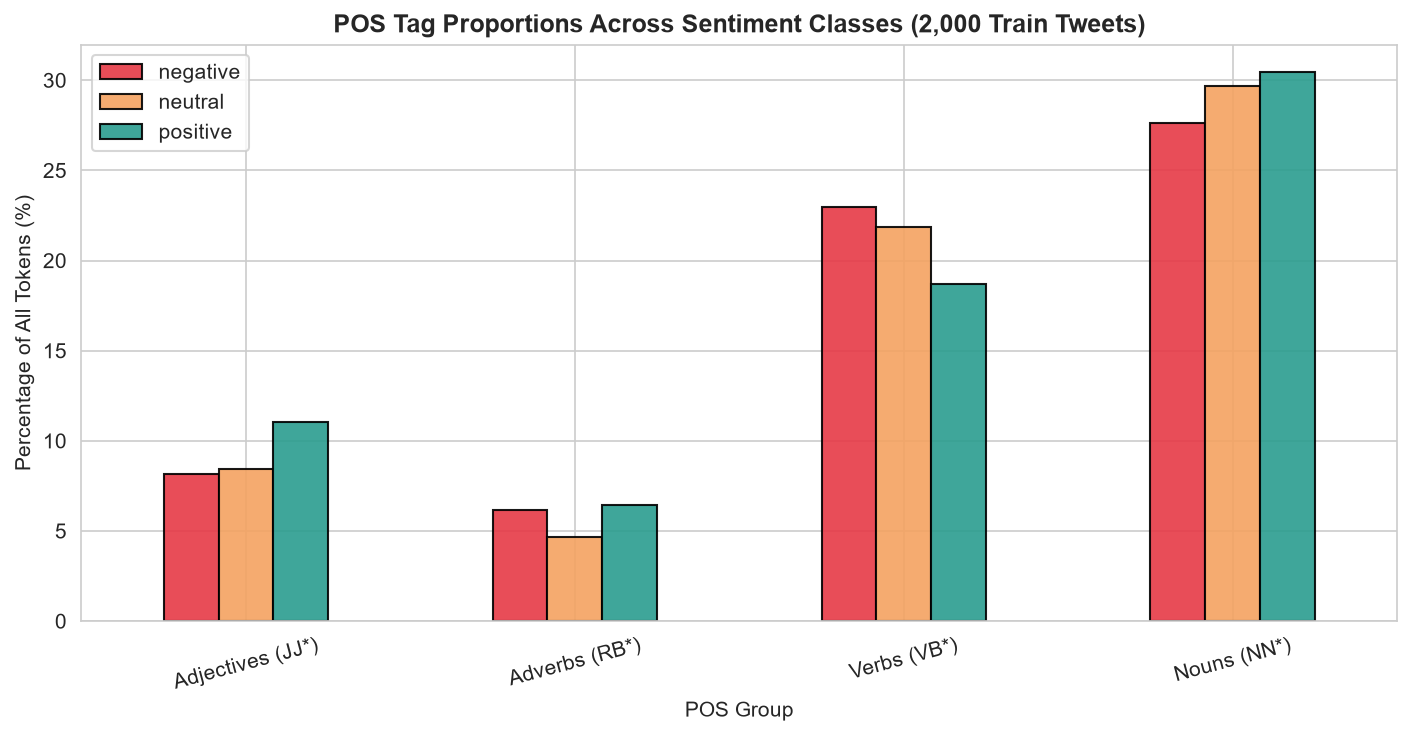 POS Tag Proportions Across Sentiment Classes (2,000 Train Tweets)
negative
neutral
positive
Percentage of All Tokens (%)
30
25
20
15
10
5
0
Adjectives (JJ*)
Adverbs (RB*)
Verbs (VB*)
Nouns (NN*)
POS Group